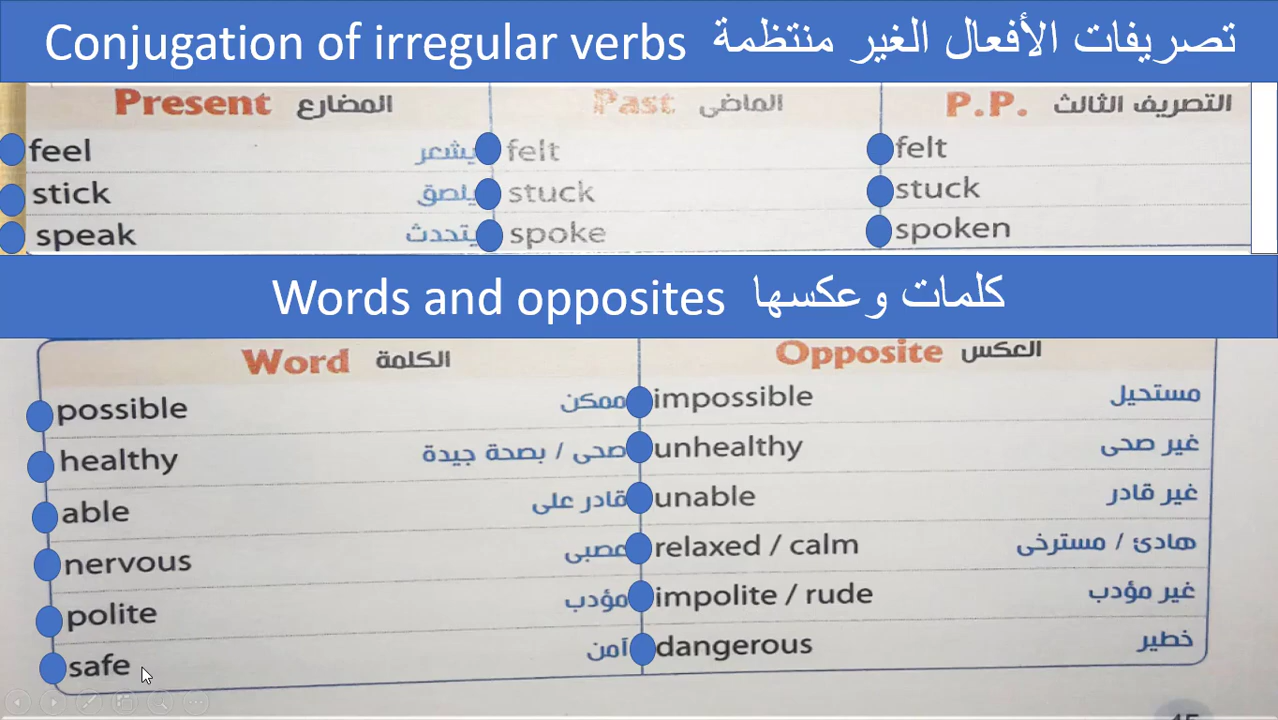 Conjugation of irregular verbs تصريفات الأفعال الغير منتظمة
Present المضارع Past الماضى P.P. التصريف الثالث
feel يشعر felt felt
stick يلصق stuck stuck
speak يتحدث spoke spoken
Words and opposites كلمات وعكسها
Word الكلمة Opposite العكس
possible ممكن impossible مستحيل
healthy صحى / بصحة جيدة unhealthy غير صحى
able قادر على unable غير قادر
nervous عصبى relaxed / calm هادئ / مسترخى
polite مؤدب impolite / rude غير مؤدب
safe آمن dangerous خطير